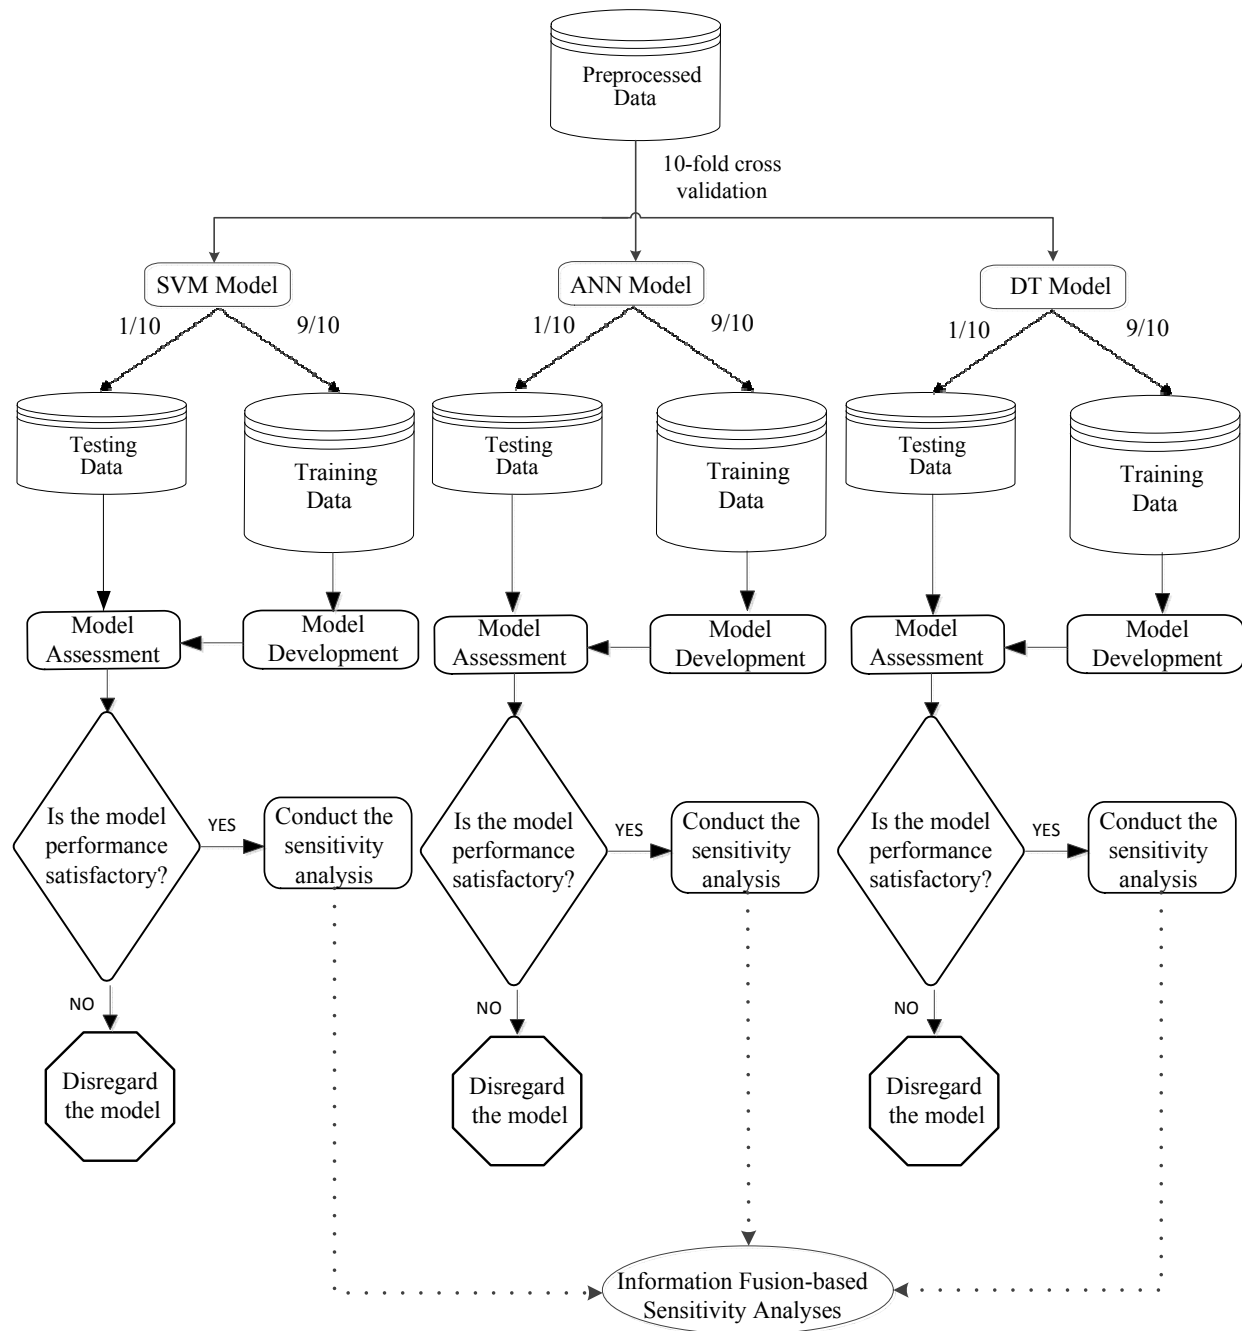 Preprocessed
Data
10-fold cross
validation
SVM Model
ANN Model
DT Model
1/10
9/10
1/10
9/10
1/10
9/10
Testing
Data
Training
Data
Testing
Data
Training
Data
Testing
Data
Training
Data
Model
Assessment
Model
Development
Model
Assessment
Model
Development
Model
Assessment
Model
Development
Is the model
performance
satisfactory?
YES
Conduct the
sensitivity
analysis
Is the model
performance
satisfactory?
YES
Conduct the
sensitivity
analysis
Is the model
performance
satisfactory?
YES
Conduct the
sensitivity
analysis
NO
NO
NO
Disregard
the model
Disregard
the model
Disregard
the model
Information Fusion-based
Sensitivity Analyses